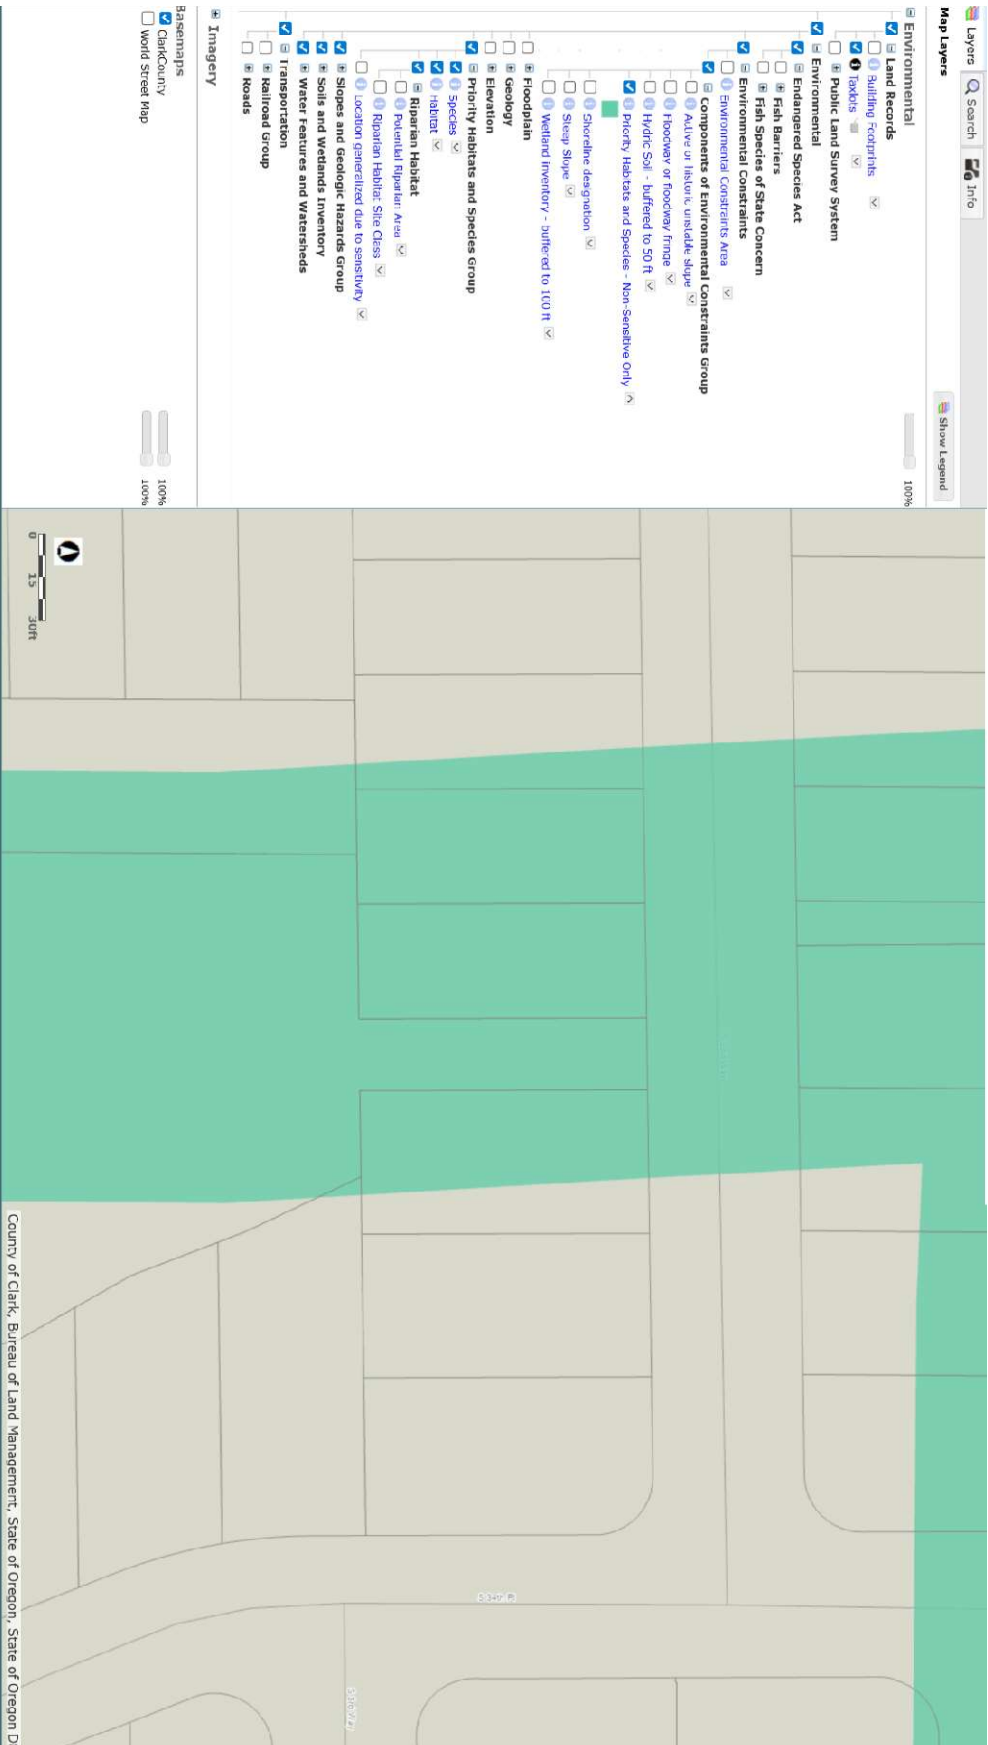 Layers Search Info
Map Layers
Show Legend
Environmental 100%
Land Records
Building Footprints
Taxlots
Public Land Survey System
Environmental
Endangered Species Act
Fish Barriers
Fish Species of State Concern
Environmental Constraints
Environmental Constraints Area
Components of Environmental Constraints Group
Active or historic unstable slope
Floodway or floodway fringe
Hydric Soil - buffered to 50 ft
Priority Habitats and Species - Non-Sensitive Only
Shoreline designation
Steep Slope
Wetland inventory - buffered to 100 ft
Floodplain
Geology
Elevation
Priority Habitats and Species Group
Species
Habitat
Riparian Habitat
Potential Riparian Area
Riparian Habitat Site Class
Location generalized due to sensitivity
Slopes and Geologic Hazards Group
Soils and Wetlands Inventory
Water Features and Watersheds
Transportation
Railroad Group
Roads
Imagery
Basemaps
ClarkCounty 100%
World Street Map 100%
0 15 30ft
S 34th Pl
County of Clark, Bureau of Land Management, State of Oregon, State of Oregon D